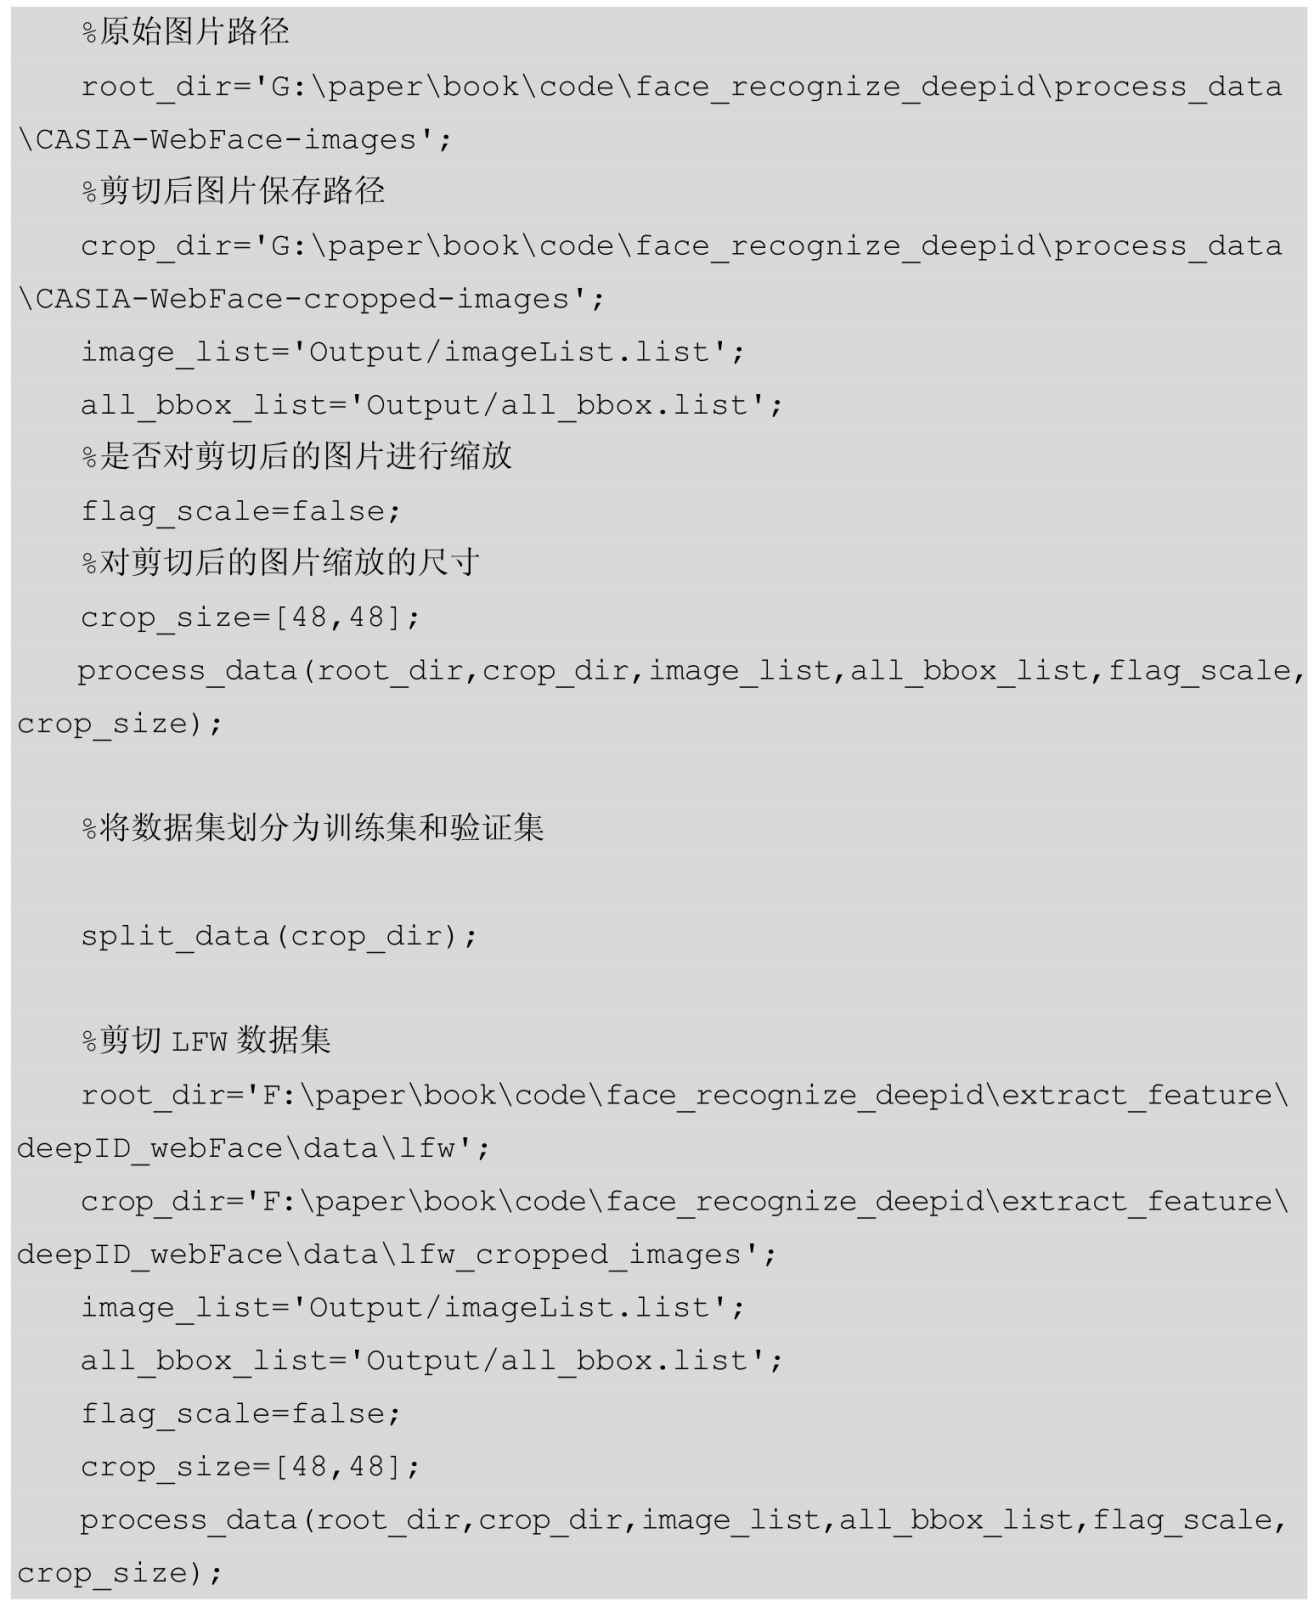 %原始图片路径
root_dir='G:\paper\book\code\face_recognize_deepid\process_data
\CASIA-WebFace-images';
%剪切后图片保存路径
crop_dir='G:\paper\book\code\face_recognize_deepid\process_data
\CASIA-WebFace-cropped-images';
image_list='Output/imageList.list';
all_bbox_list='Output/all_bbox.list';
%是否对剪切后的图片进行缩放
flag_scale=false;
%对剪切后的图片缩放的尺寸
crop_size=[48,48];
process_data(root_dir,crop_dir,image_list,all_bbox_list,flag_scale,
crop_size);
%将数据集划分为训练集和验证集
split_data(crop_dir);
%剪切 LFW 数据集
root_dir='F:\paper\book\code\face_recognize_deepid\extract_feature\
deepID_webFace\data\lfw';
crop_dir='F:\paper\book\code\face_recognize_deepid\extract_feature\
deepID_webFace\data\lfw_cropped_images';
image_list='Output/imageList.list';
all_bbox_list='Output/all_bbox.list';
flag_scale=false;
crop_size=[48,48];
process_data(root_dir,crop_dir,image_list,all_bbox_list,flag_scale,
crop_size);